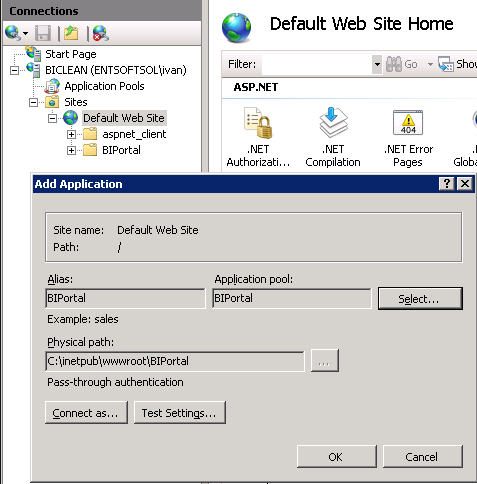 Connections
Start Page
BICLEAN (ENTSOFTSOL\ivan)
Application Pools
Sites
Default Web Site
aspnet_client
BIPortal
Default Web Site Home
Filter:
Go
Show
ASP.NET
.NET Authorizati...
.NET Compilation
404
.NET Error Pages
.NET
Add Application
Site name: Default Web Site
Path: /
Alias:
Application pool:
BIPortal
BIPortal
Select...
Example: sales
Physical path:
C:\inetpub\wwwroot\BIPortal
...
Pass-through authentication
Connect as...
Test Settings...
OK
Cancel